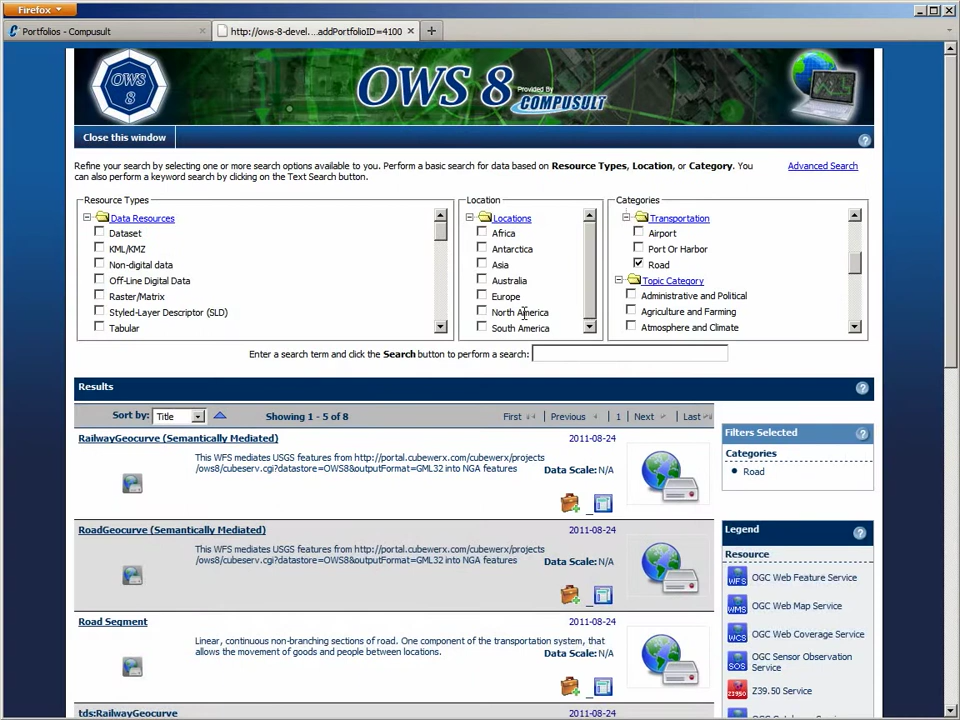 Firefox
Portfolios - Compusult
http://ows-8-devel....addPortfolioID=4100
OWS 8
OWS 8
Provided By
COMPUSULT
Close this window
Refine your search by selecting one or more search options available to you. Perform a basic search for data based on Resource Types, Location, or Category. You
can also perform a keyword search by clicking on the Text Search button.
Advanced Search
Resource Types
Data Resources
Dataset
KML/KMZ
Non-digital data
Off-Line Digital Data
Raster/Matrix
Styled-Layer Descriptor (SLD)
Tabular
Location
Locations
Africa
Antarctica
Asia
Australia
Europe
North America
South America
Categories
Transportation
Airport
Port Or Harbor
Road
Topic Category
Administrative and Political
Agriculture and Farming
Atmosphere and Climate
Enter a search term and click the Search button to perform a search:
Results
Sort by: Title Showing 1 - 5 of 8 First Previous 1 Next Last
RailwayGeocurve (Semantically Mediated) 2011-08-24
This WFS mediates USGS features from http://portal.cubewerx.com/cubewerx/projects
/ows8/cubeserv.cgi?datastore=OWS8&outputFormat=GML32 into NGA features
Data Scale: N/A
RoadGeocurve (Semantically Mediated) 2011-08-24
This WFS mediates USGS features from http://portal.cubewerx.com/cubewerx/projects
/ows8/cubeserv.cgi?datastore=OWS8&outputFormat=GML32 into NGA features
Data Scale: N/A
Road Segment 2011-08-24
Linear, continuous non-branching sections of road. One component of the transportation system, that
allows the movement of goods and people between locations.
Data Scale: N/A
tds:RailwayGeocurve 2011-08-24
Filters Selected
Categories
Road
Legend
Resource
WFS OGC Web Feature Service
WMS OGC Web Map Service
WCS OGC Web Coverage Service
SOS OGC Sensor Observation
Service
Z39.50 Z39.50 Service